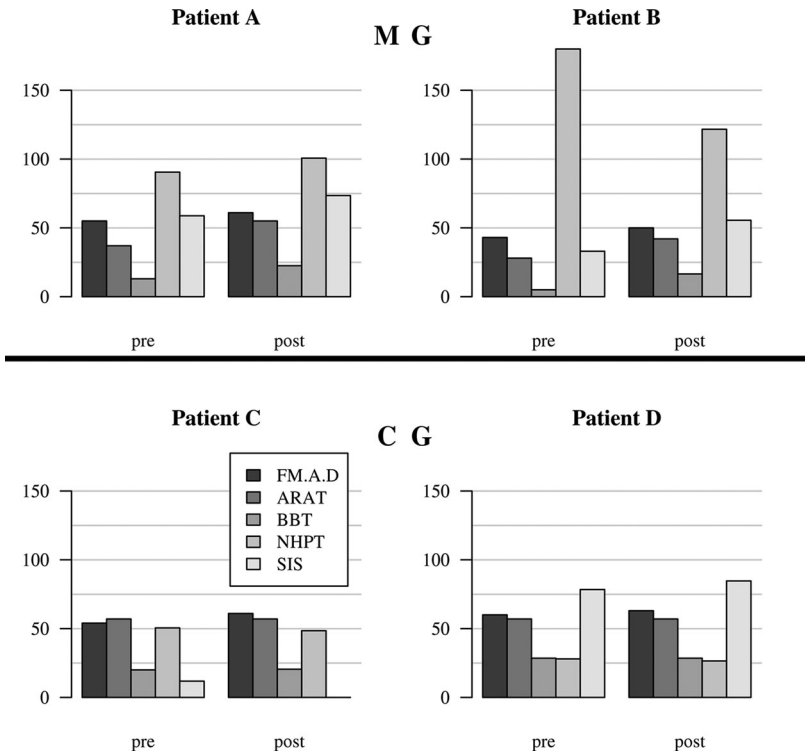 Patient A
M G
Patient B
150
100
50
0
pre
post
150
100
50
0
pre
post
Patient C
C G
Patient D
FM.A.D
ARAT
BBT
NHPT
SIS
150
100
50
0
pre
post
150
100
50
0
pre
post